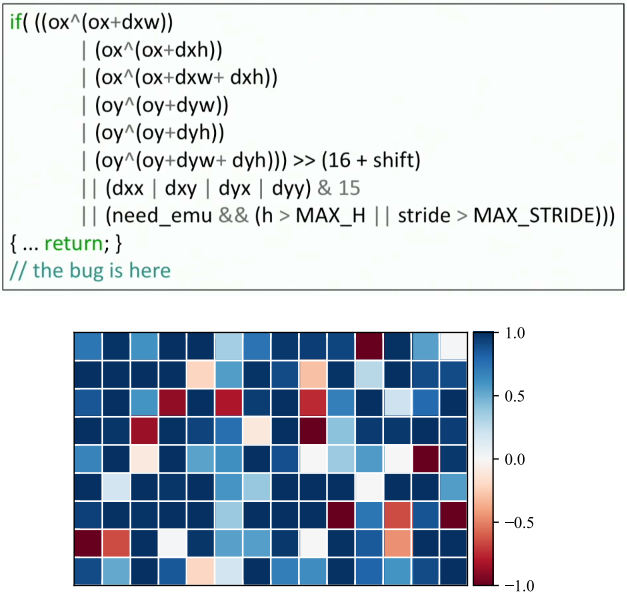 if( ((ox^(ox+dxw))
| (ox^(ox+dxh))
| (ox^(ox+dxw+ dxh))
| (oy^(oy+dyw))
| (oy^(oy+dyh))
| (oy^(oy+dyw+ dyh))) >> (16 + shift)
|| (dxx | dxy | dyx | dyy) & 15
|| (need_emu && (h > MAX_H || stride > MAX_STRIDE)))
{ ... return; }
// the bug is here
1.0
0.5
0.0
−0.5
−1.0